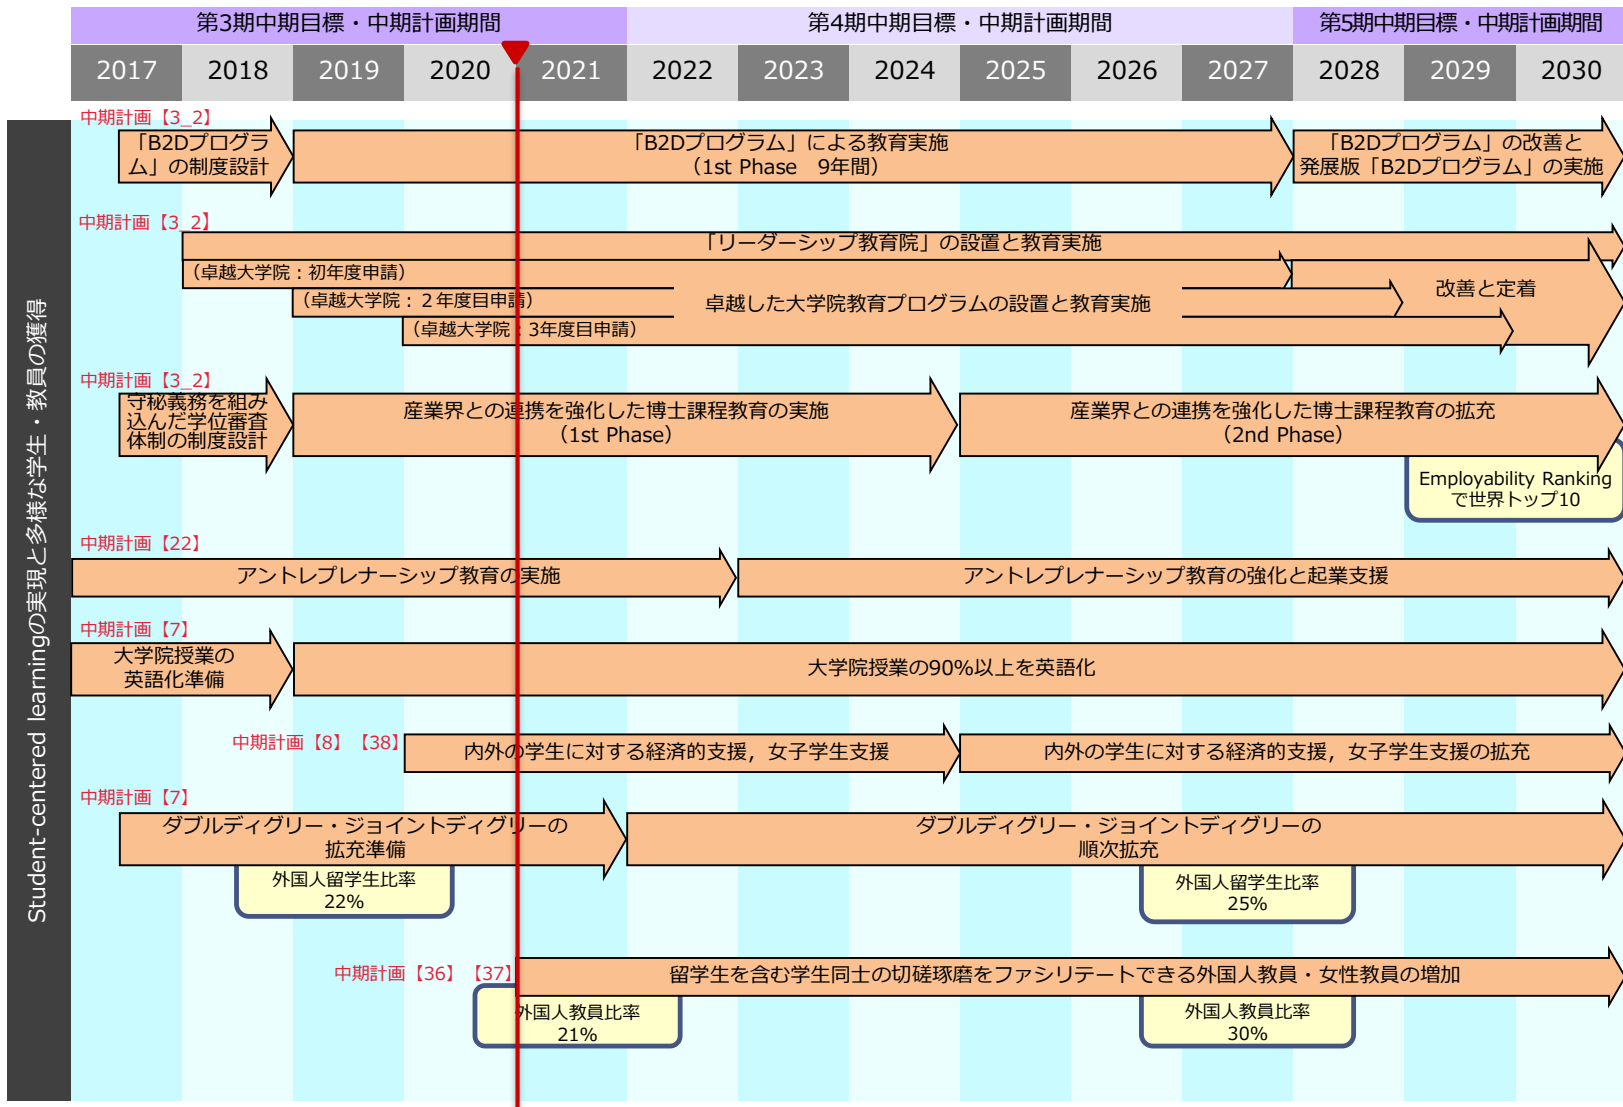 第3期中期目標・中期計画期間
第4期中期目標・中期計画期間
第5期中期目標・中期計画期間
2017
2018
2019
2020
2021
2022
2023
2024
2025
2026
2027
2028
2029
2030
Student-centered learningの実現と多様な学生・教員の獲得
中期計画【3_2】
「B2Dプログラ
ム」の制度設計
「B2Dプログラム」による教育実施
（1st Phase　9年間）
「B2Dプログラム」の改善と
発展版「B2Dプログラム」の実施
中期計画【3_2】
「リーダーシップ教育院」の設置と教育実施
（卓越大学院：初年度申請）
（卓越大学院：２年度目申請）
（卓越大学院：3年度目申請）
卓越した大学院教育プログラムの設置と教育実施
改善と定着
中期計画【3_2】
守秘義務を組み
込んだ学位審査
体制の制度設計
産業界との連携を強化した博士課程教育の実施
（1st Phase）
産業界との連携を強化した博士課程教育の拡充
（2nd Phase）
Employability Ranking
で世界トップ10
中期計画【22】
アントレプレナーシップ教育の実施
アントレプレナーシップ教育の強化と起業支援
中期計画【7】
大学院授業の
英語化準備
大学院授業の90%以上を英語化
中期計画【8】【38】
内外の学生に対する経済的支援，女子学生支援
内外の学生に対する経済的支援，女子学生支援の拡充
中期計画【7】
ダブルディグリー・ジョイントディグリーの
拡充準備
ダブルディグリー・ジョイントディグリーの
順次拡充
外国人留学生比率
22%
外国人留学生比率
25%
中期計画【36】【37】
留学生を含む学生同士の切磋琢磨をファシリテートできる外国人教員・女性教員の増加
外国人教員比率
21%
外国人教員比率
30%